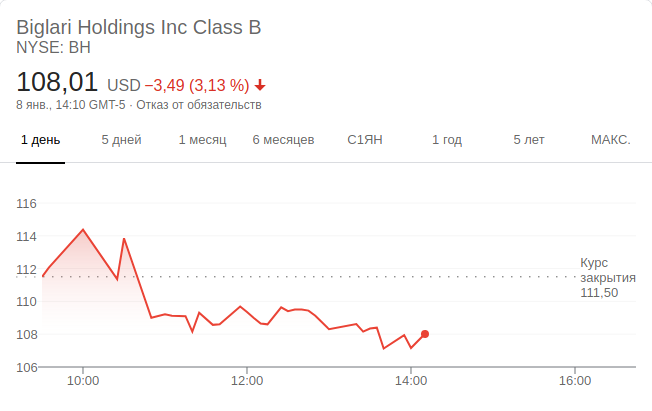 Biglari Holdings Inc Class B
NYSE: BH
108,01 USD −3,49 (3,13 %)
8 янв., 14:10 GMT-5 · Отказ от обязательств
1 день 5 дней 1 месяц 6 месяцев С1ЯН 1 год 5 лет МАКС.
116
114
112
110
108
106
Курс
закрытия
111,50
10:00 12:00 14:00 16:00